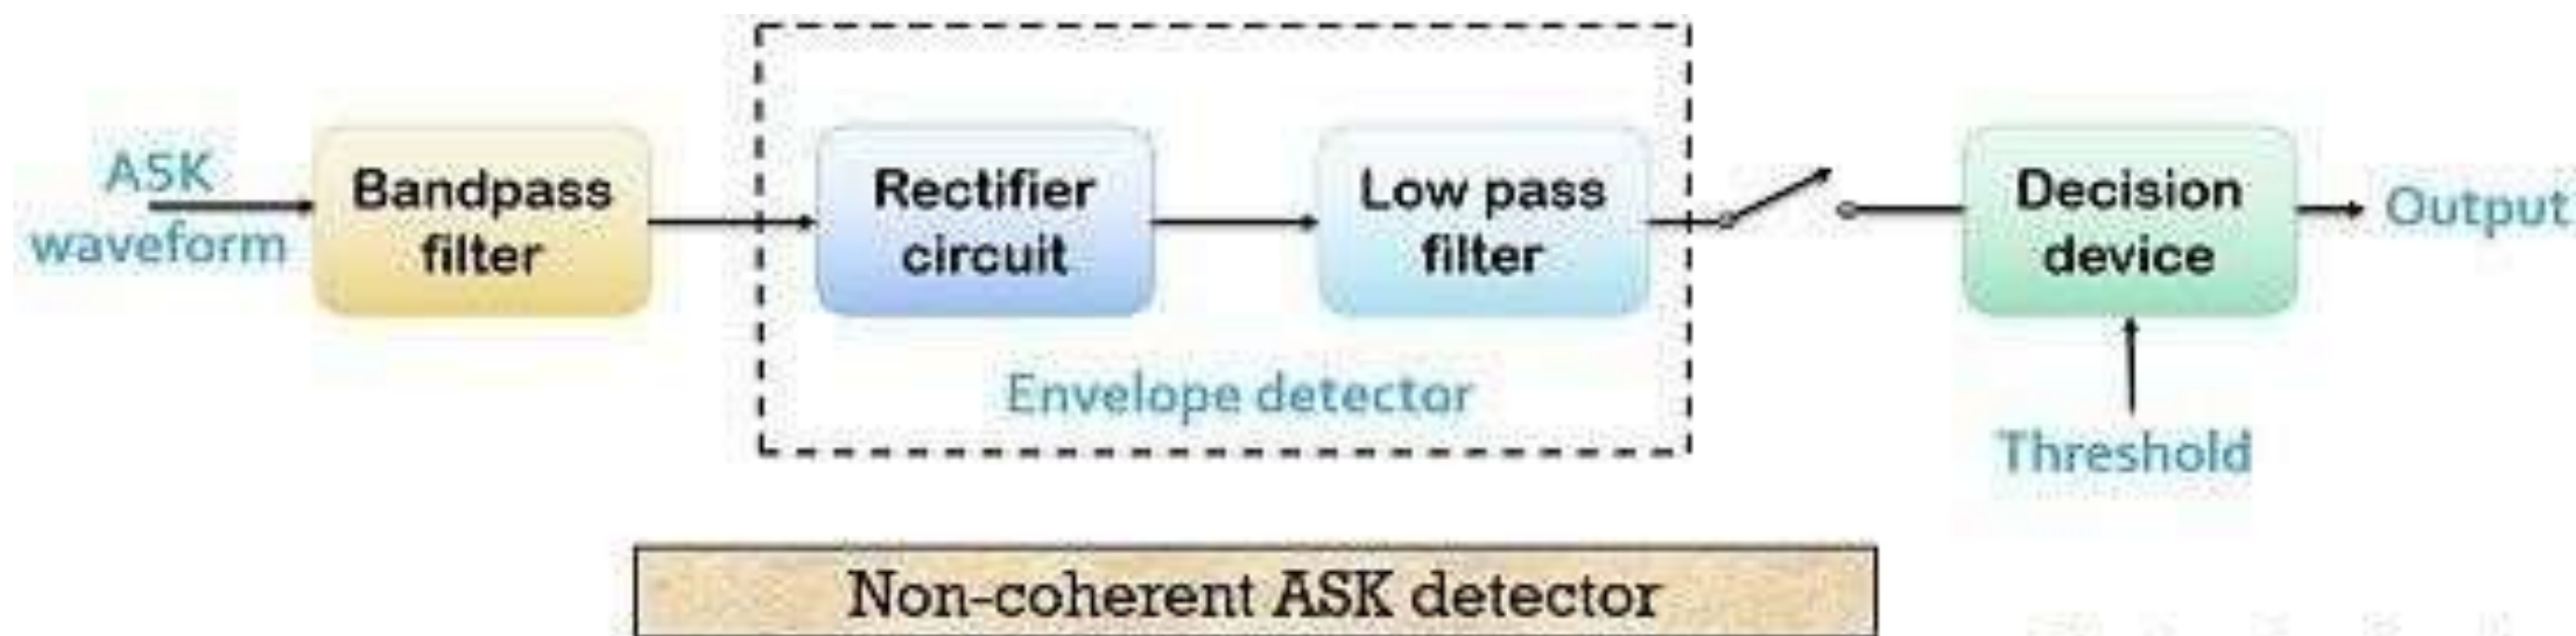 ASK
waveform
Bandpass
filter
Rectifier
circuit
Low pass
filter
Envelope detector
Decision
device
Output
Threshold
Non-coherent ASK detector